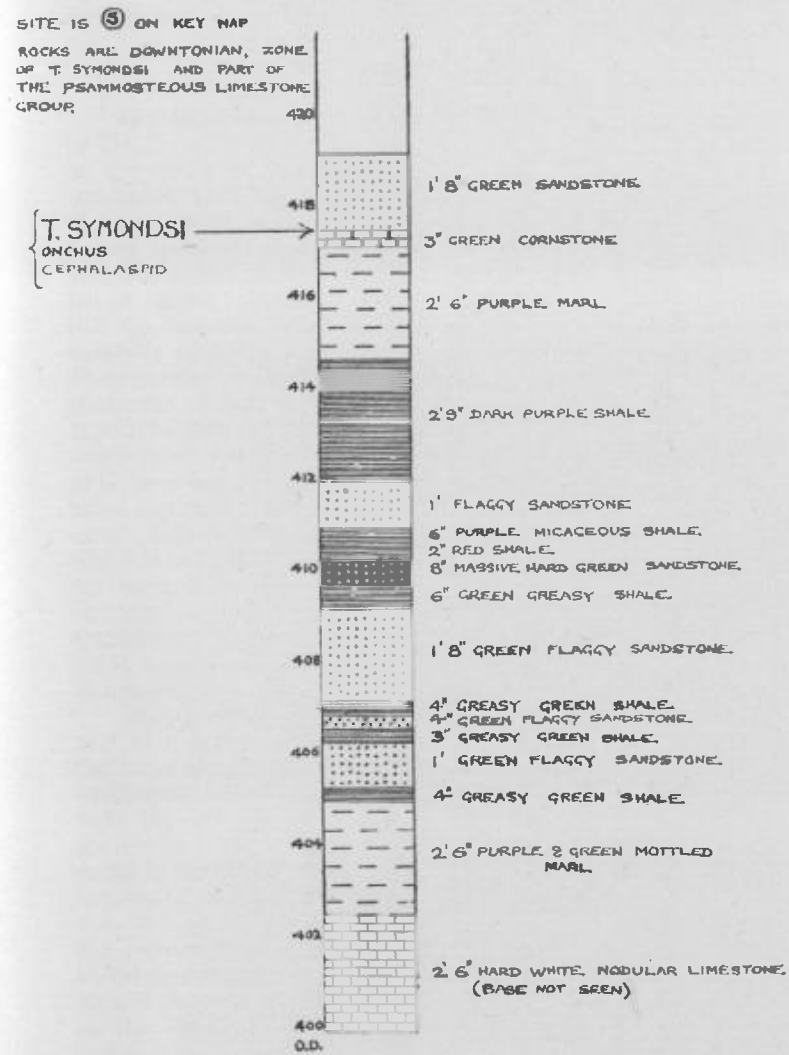 SITE IS 5 ON KEY MAP
ROCKS ARE DOWNTONIAN, ZONE
OF T. SYMONDSI AND PART OF
THE PSAMMOSTEOUS LIMESTONE
GROUP.
420
1' 8" GREEN SANDSTONE.
418
T. SYMONDSI
ONCHUS
CEPHALASPID
3" GREEN CORNSTONE
416
2' 6" PURPLE MARL
414
2' 9" DARK PURPLE SHALE
412
1' FLAGGY SANDSTONE
6" PURPLE MICACEOUS SHALE.
2" RED SHALE.
410
8" MASSIVE HARD GREEN SANDSTONE.
6" GREEN GREASY SHALE.
1' 8" GREEN FLAGGY SANDSTONE.
408
4" GREASY GREEN SHALE.
4" GREEN FLAGGY SANDSTONE.
3" GREASY GREEN SHALE.
406
1' GREEN FLAGGY SANDSTONE.
4" GREASY GREEN SHALE.
404
2' 6" PURPLE & GREEN MOTTLED
MARL
402
2' 6" HARD WHITE NODULAR LIMESTONE
(BASE NOT SEEN)
400
O.D.